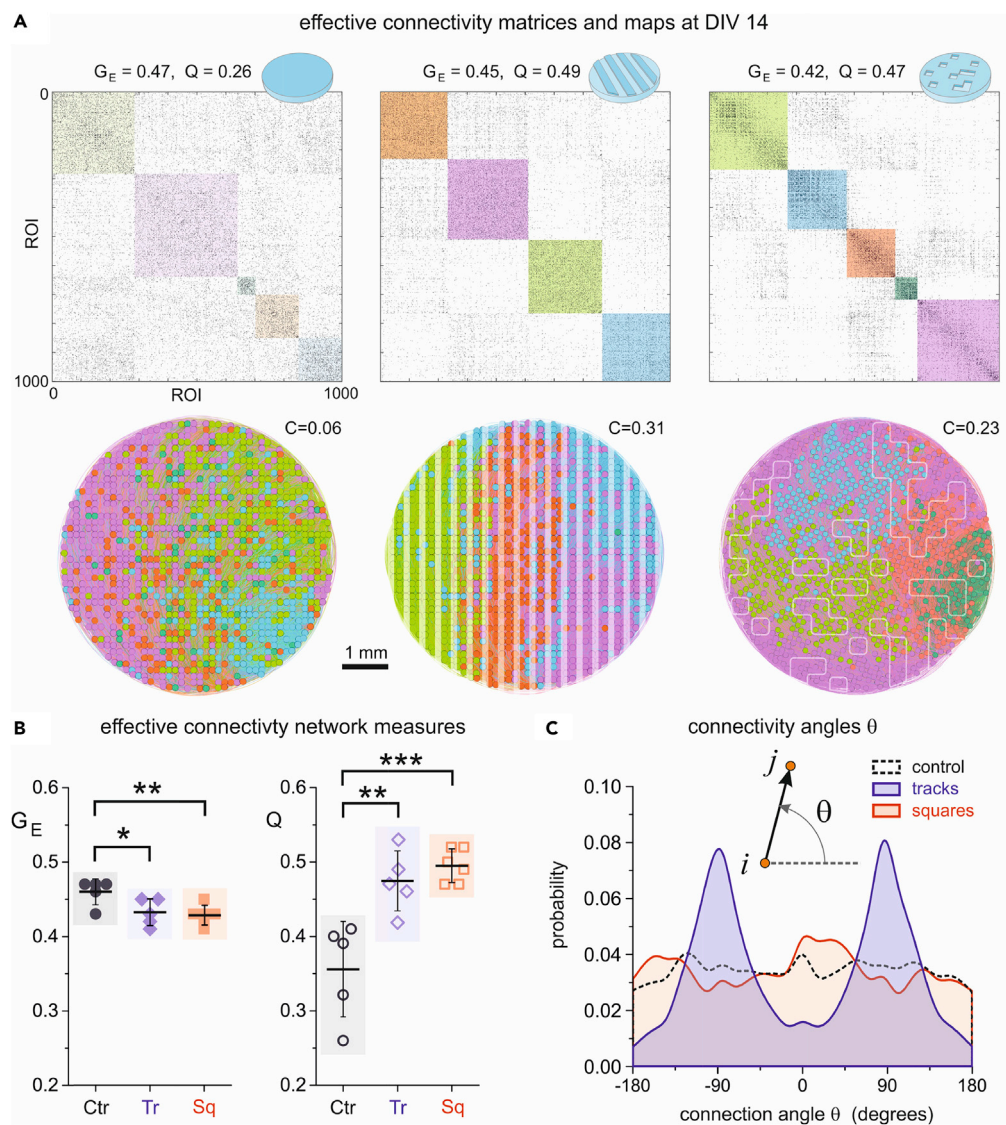 A
effective connectivity matrices and maps at DIV 14
G_E = 0.47, Q = 0.26
G_E = 0.45, Q = 0.49
G_E = 0.42, Q = 0.47
0
ROI
1000
0
ROI
1000
C=0.06
C=0.31
C=0.23
1 mm
B
effective connectivty network measures
G_E
0.6
0.5
0.4
0.3
0.2
**
*
Ctr
Tr
Sq
Q
0.6
0.5
0.4
0.3
0.2
***
**
Ctr
Tr
Sq
C
connectivity angles θ
j
i
θ
control
tracks
squares
probability
0.10
0.08
0.06
0.04
0.02
0.00
-180
-90
0
90
180
connection angle θ (degrees)